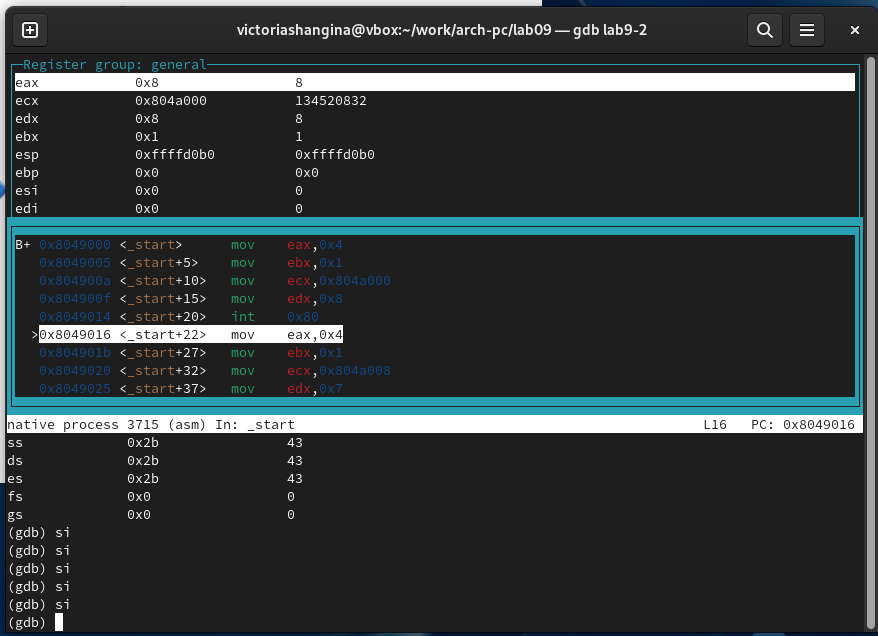 victoriashangina@vbox:~/work/arch-pc/lab09 — gdb lab9-2
Register group: general
eax 0x8 8
ecx 0x804a000 134520832
edx 0x8 8
ebx 0x1 1
esp 0xffffd0b0 0xffffd0b0
ebp 0x0 0x0
esi 0x0 0
edi 0x0 0
B+ 0x8049000 <_start> mov eax,0x4
0x8049005 <_start+5> mov ebx,0x1
0x804900a <_start+10> mov ecx,0x804a000
0x804900f <_start+15> mov edx,0x8
0x8049014 <_start+20> int 0x80
>0x8049016 <_start+22> mov eax,0x4
0x804901b <_start+27> mov ebx,0x1
0x8049020 <_start+32> mov ecx,0x804a008
0x8049025 <_start+37> mov edx,0x7
native process 3715 (asm) In: _start L16 PC: 0x8049016
ss 0x2b 43
ds 0x2b 43
es 0x2b 43
fs 0x0 0
gs 0x0 0
(gdb) si
(gdb) si
(gdb) si
(gdb) si
(gdb) si
(gdb)